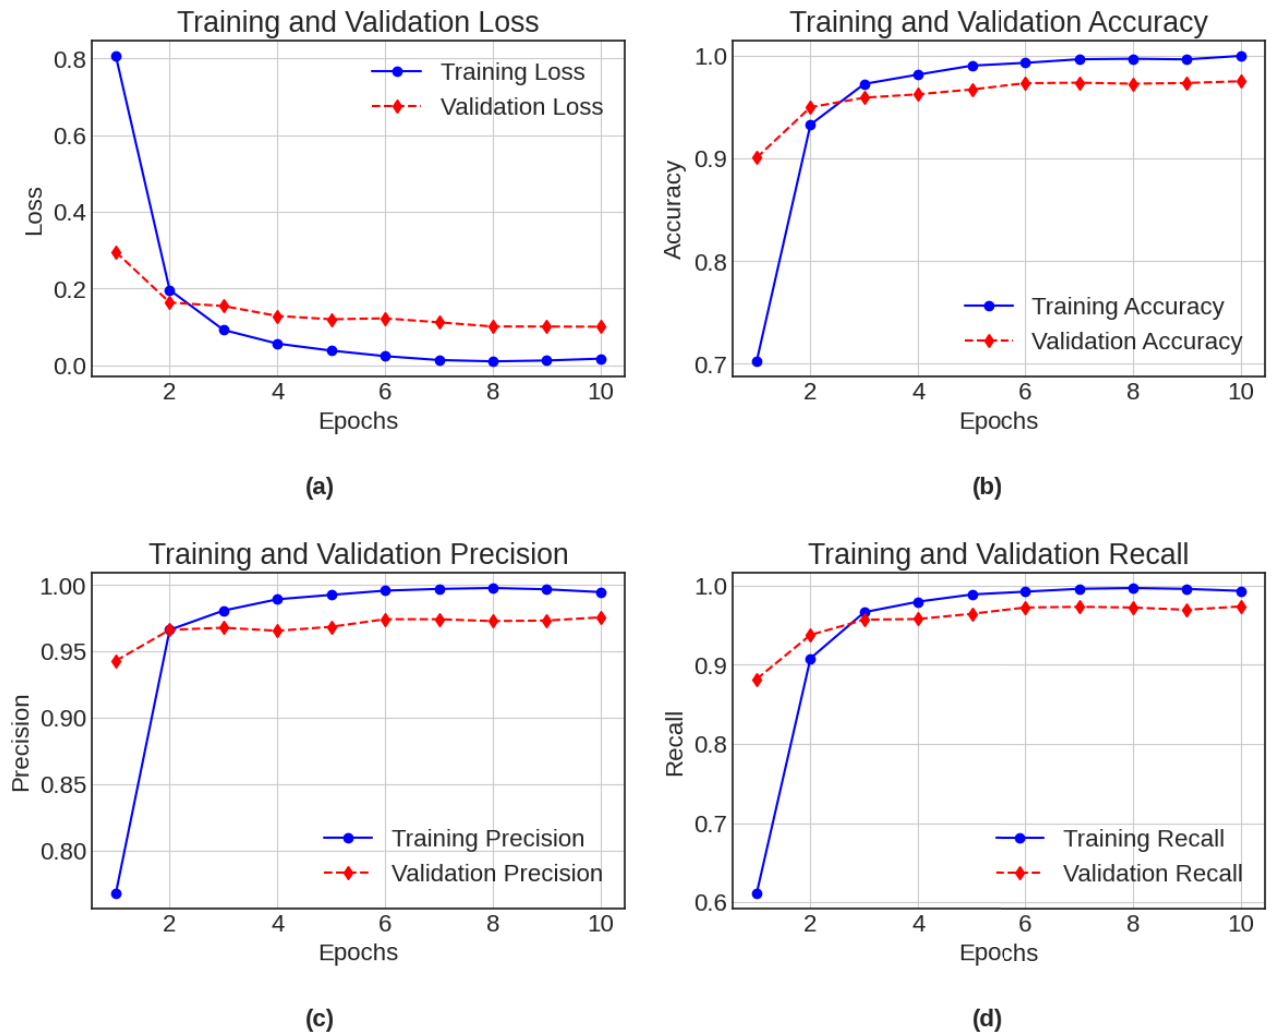 Training and Validation Loss
0.8
0.6
0.4
0.2
0.0
Loss
Training Loss
Validation Loss
2 4 6 8 10
Epochs
(a)
Training and Validation Accuracy
1.0
0.9
0.8
0.7
Accuracy
Training Accuracy
Validation Accuracy
2 4 6 8 10
Epochs
(b)
Training and Validation Precision
1.00
0.95
0.90
0.85
0.80
Precision
Training Precision
Validation Precision
2 4 6 8 10
Epochs
(c)
Training and Validation Recall
1.0
0.9
0.8
0.7
0.6
Recall
Training Recall
Validation Recall
2 4 6 8 10
Epochs
(d)